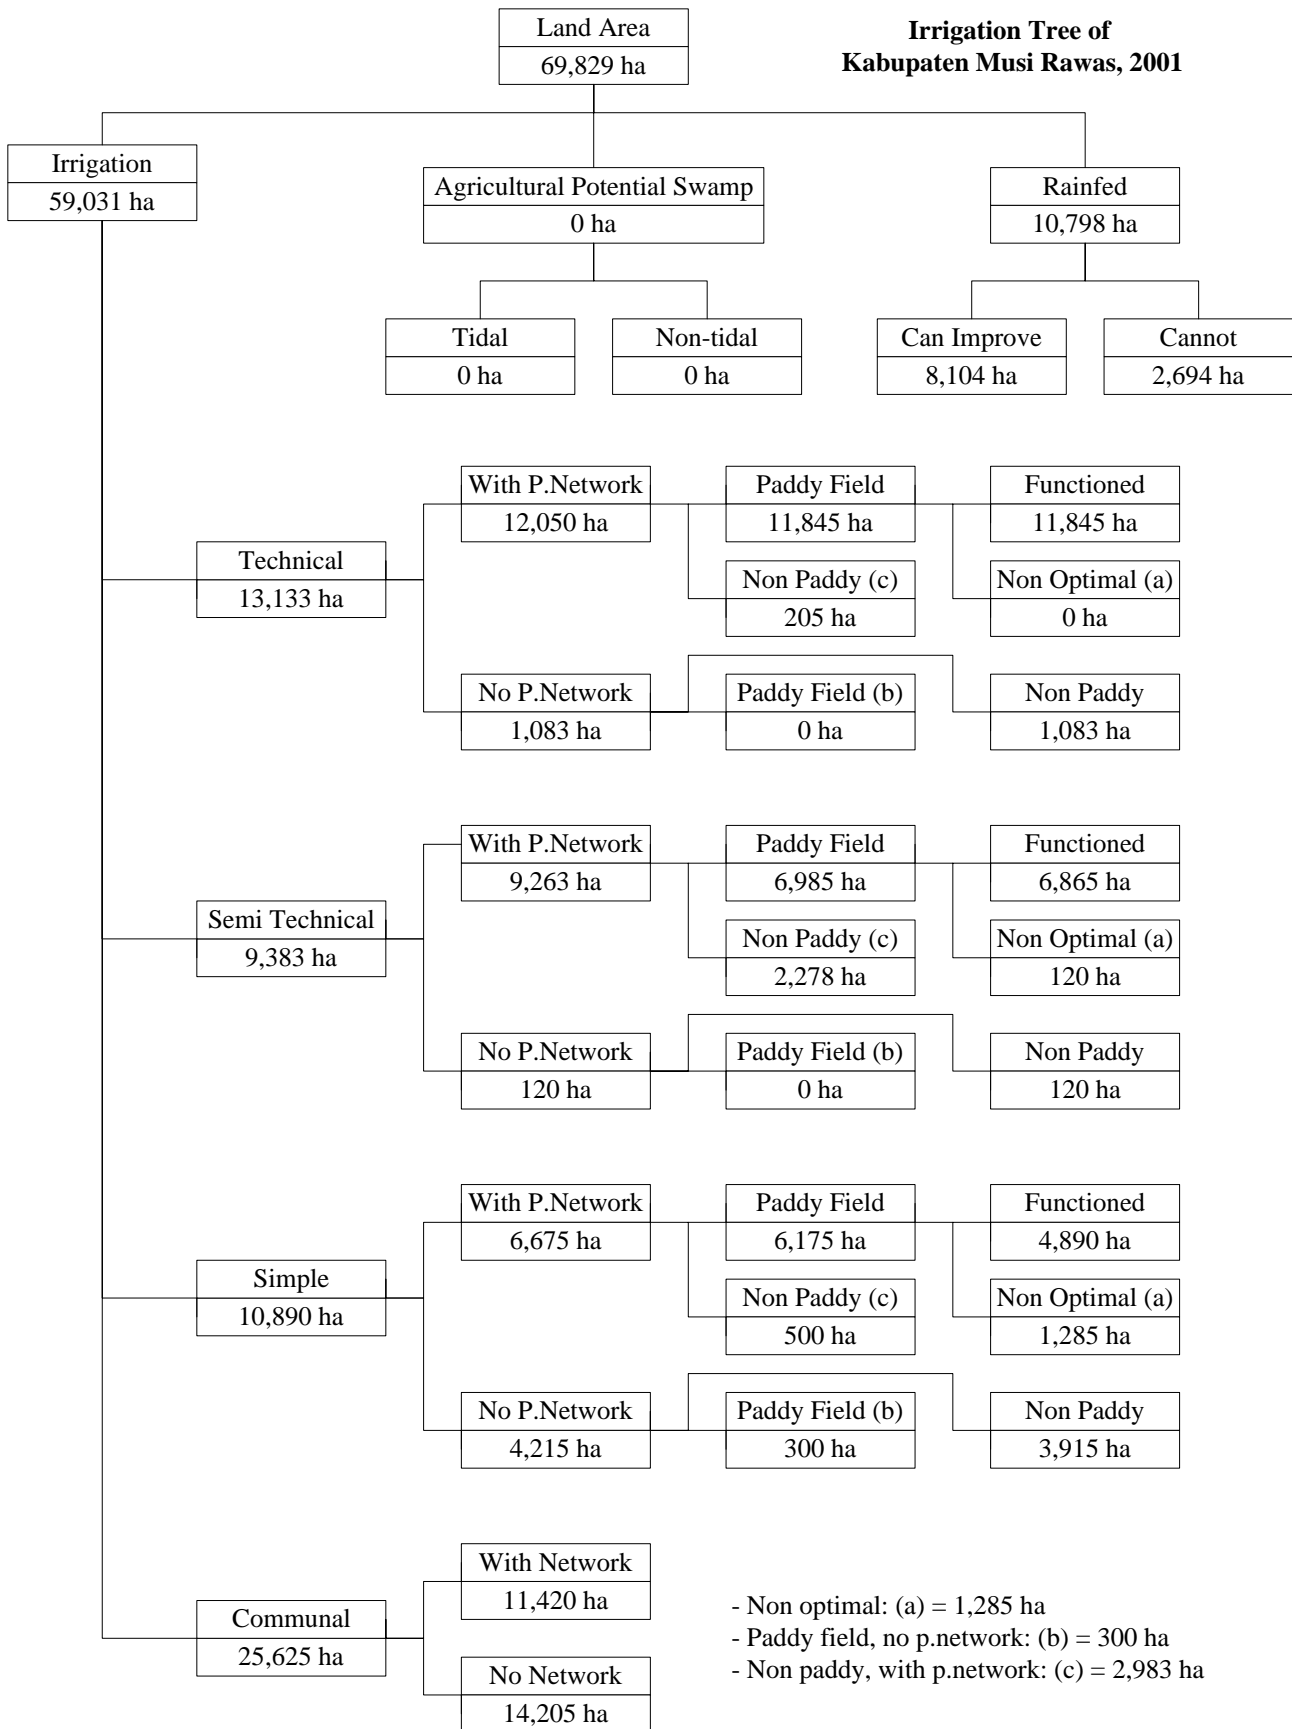 Land Area
69,829 ha
Irrigation Tree of
Kabupaten Musi Rawas, 2001
Irrigation
59,031 ha
Agricultural Potential Swamp
0 ha
Rainfed
10,798 ha
Tidal
0 ha
Non-tidal
0 ha
Can Improve
8,104 ha
Cannot
2,694 ha
Technical
13,133 ha
With P.Network
12,050 ha
Paddy Field
11,845 ha
Functioned
11,845 ha
Non Paddy (c)
205 ha
Non Optimal (a)
0 ha
No P.Network
1,083 ha
Paddy Field (b)
0 ha
Non Paddy
1,083 ha
Semi Technical
9,383 ha
With P.Network
9,263 ha
Paddy Field
6,985 ha
Functioned
6,865 ha
Non Paddy (c)
2,278 ha
Non Optimal (a)
120 ha
No P.Network
120 ha
Paddy Field (b)
0 ha
Non Paddy
120 ha
Simple
10,890 ha
With P.Network
6,675 ha
Paddy Field
6,175 ha
Functioned
4,890 ha
Non Paddy (c)
500 ha
Non Optimal (a)
1,285 ha
No P.Network
4,215 ha
Paddy Field (b)
300 ha
Non Paddy
3,915 ha
Communal
25,625 ha
With Network
11,420 ha
No Network
14,205 ha
- Non optimal: (a) = 1,285 ha
- Paddy field, no p.network: (b) = 300 ha
- Non paddy, with p.network: (c) = 2,983 ha